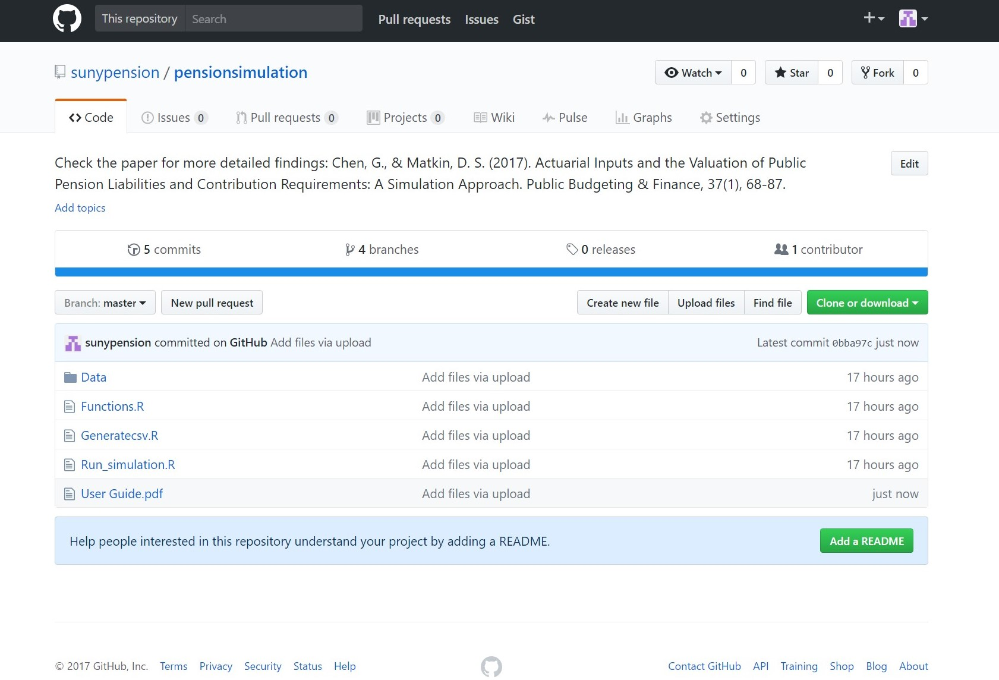 This repository Search Pull requests Issues Gist
sunypension / pensionsimulation Watch 0 Star 0 Fork 0
Code Issues 0 Pull requests 0 Projects 0 Wiki Pulse Graphs Settings
Check the paper for more detailed findings: Chen, G., & Matkin, D. S. (2017). Actuarial Inputs and the Valuation of Public Edit
Pension Liabilities and Contribution Requirements: A Simulation Approach. Public Budgeting & Finance, 37(1), 68-87.
Add topics
5 commits 4 branches 0 releases 1 contributor
Branch: master New pull request Create new file Upload files Find file Clone or download
sunypension committed on GitHub Add files via upload Latest commit 0bba97c just now
Data Add files via upload 17 hours ago
Functions.R Add files via upload 17 hours ago
Generatecsv.R Add files via upload 17 hours ago
Run_simulation.R Add files via upload 17 hours ago
User Guide.pdf Add files via upload just now
Help people interested in this repository understand your project by adding a README. Add a README
© 2017 GitHub, Inc. Terms Privacy Security Status Help Contact GitHub API Training Shop Blog About